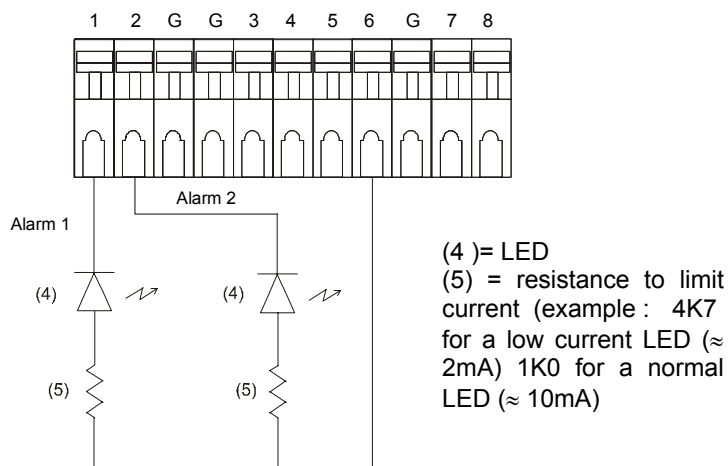 1 2 G G 3 4 5 6 G 7 8
Alarm 2
Alarm 1
(4)
(4)
(5)
(5)
(4 )= LED
(5) = resistance to limit
current (example : 4K7
for a low current LED (≈
2mA) 1K0 for a normal
LED (≈ 10mA)